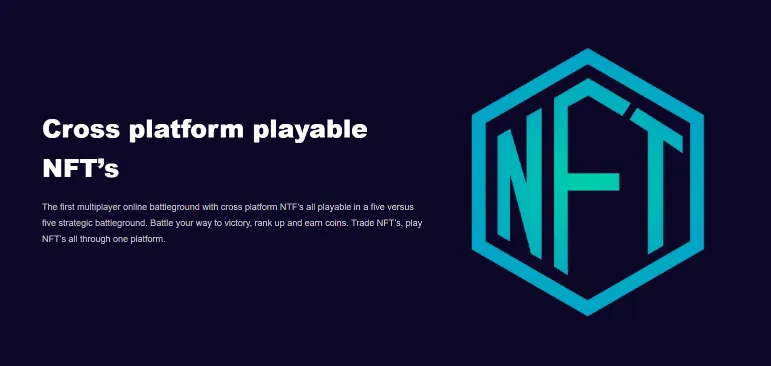 Cross platform playable
NFT’s
The first multiplayer online battleground with cross platform NTF’s all playable in a five versus
five strategic battleground. Battle your way to victory, rank up and earn coins. Trade NFT’s, play
NFT’s all through one platform.
NFT